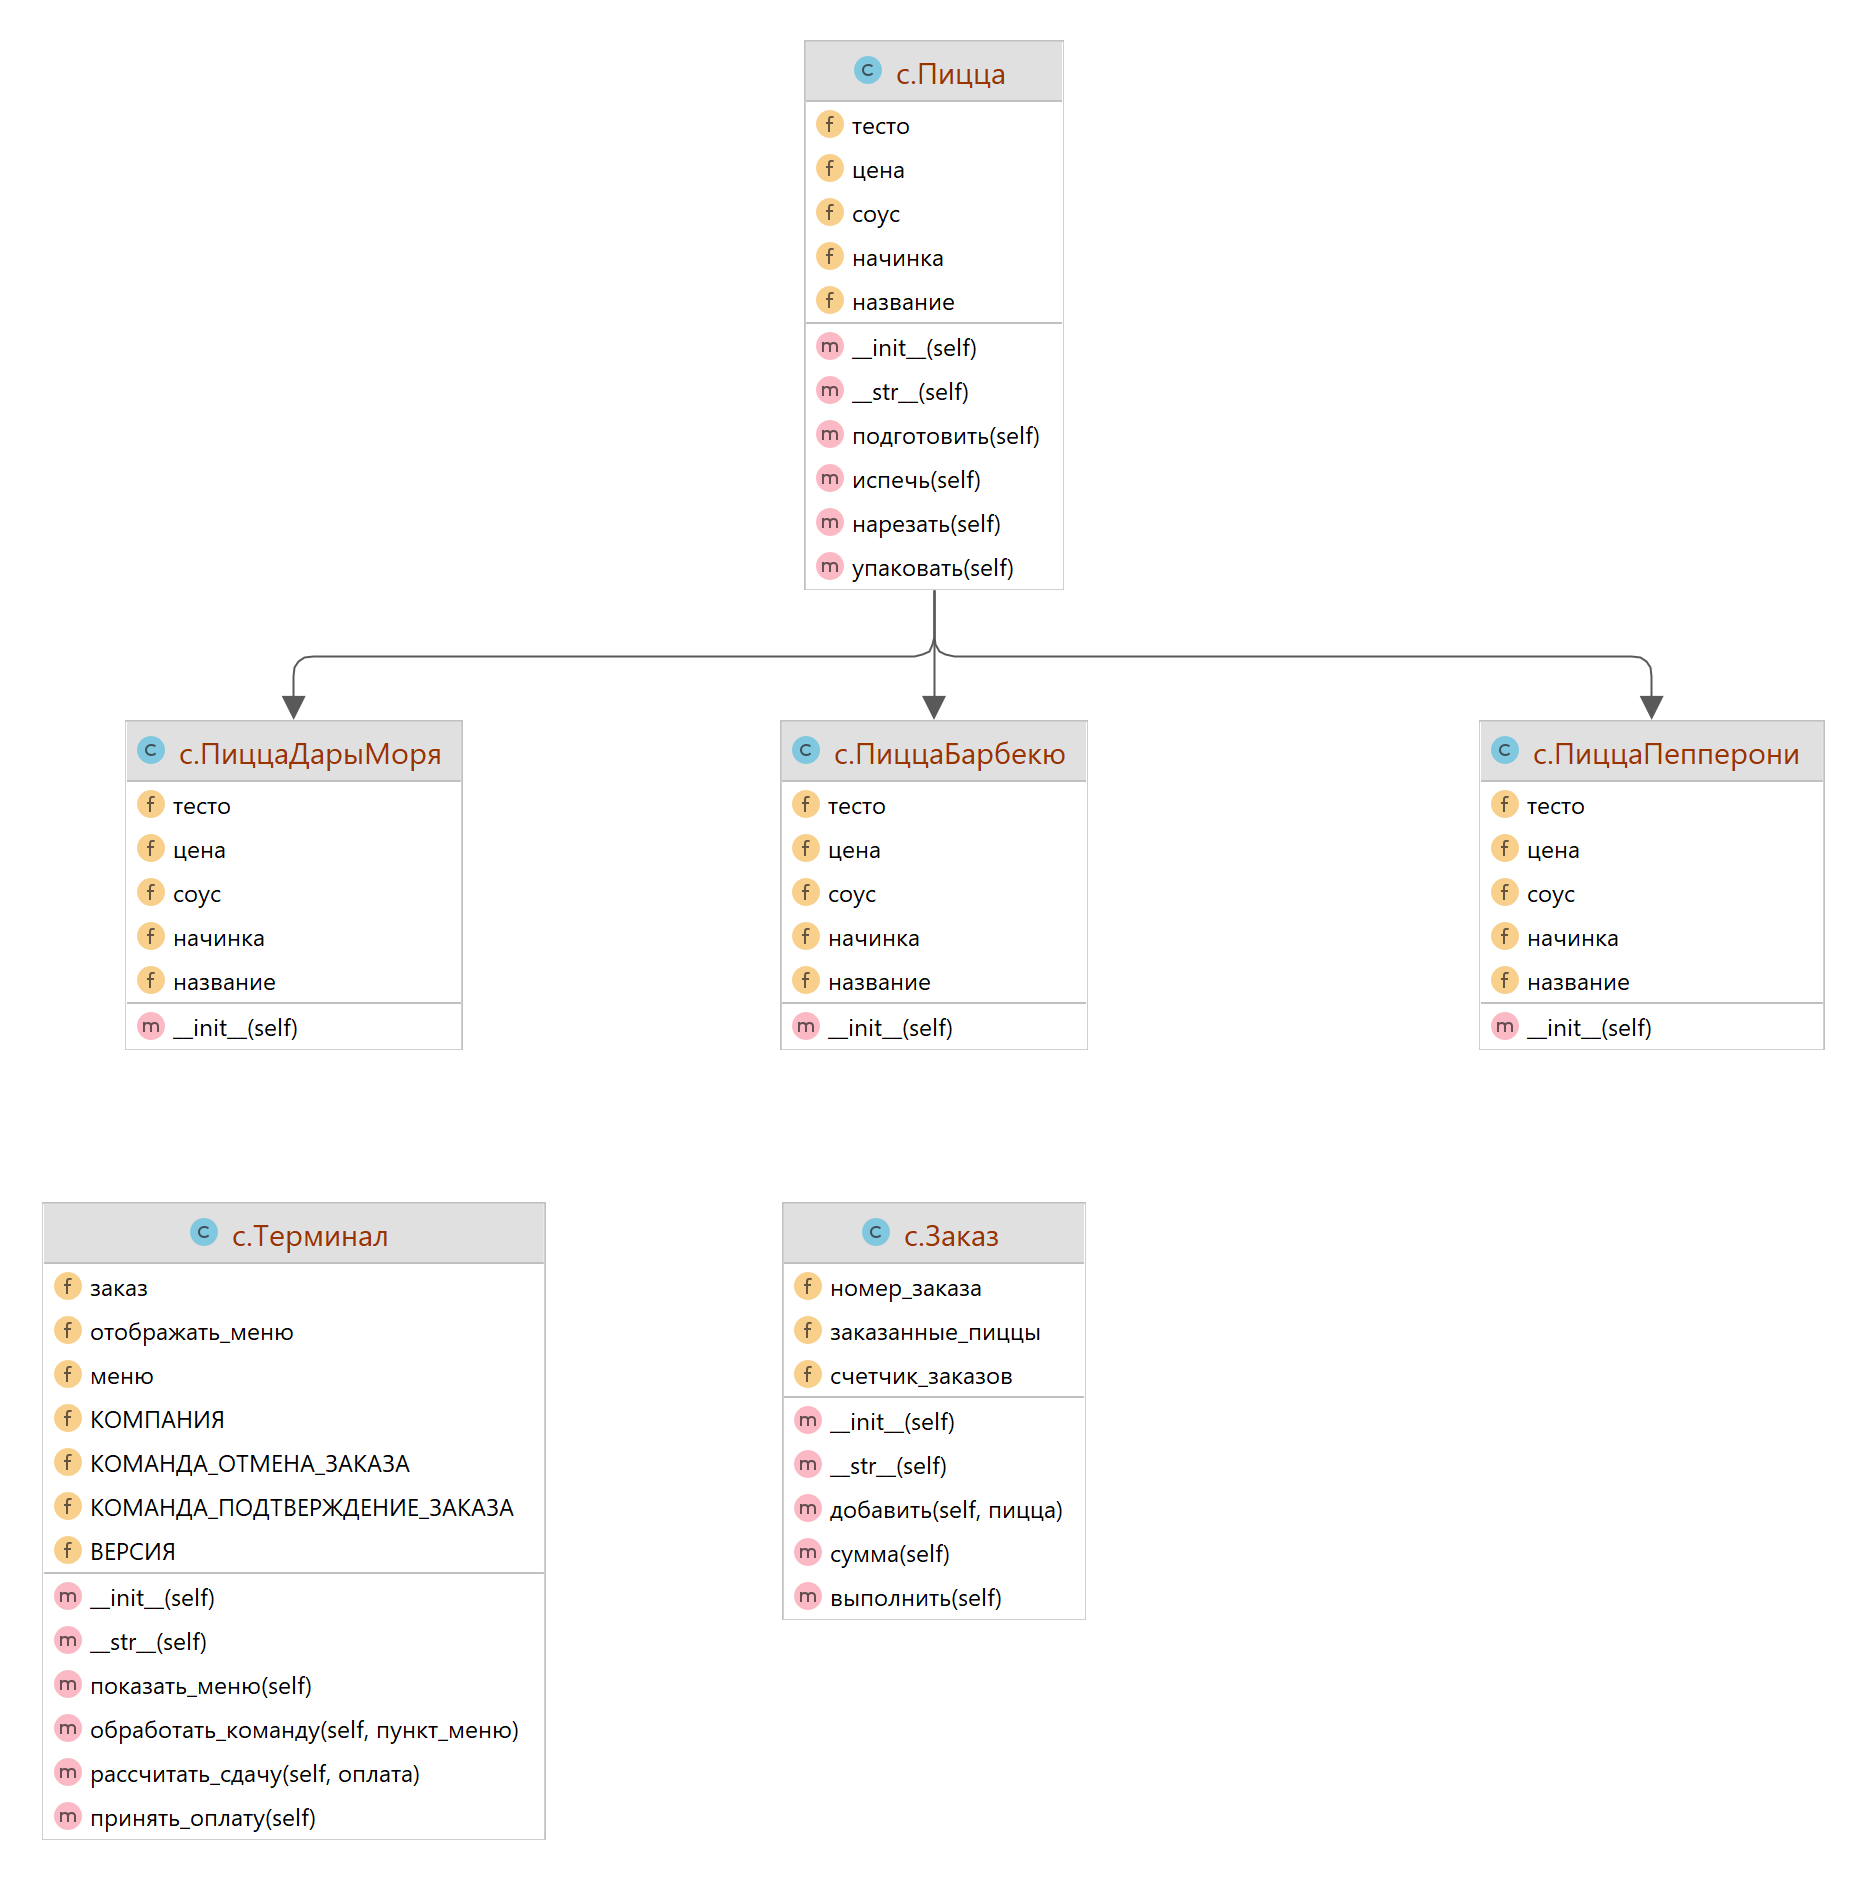 c.Пицца
тесто
цена
соус
начинка
название
__init__(self)
__str__(self)
подготовить(self)
испечь(self)
нарезать(self)
упаковать(self)
c.ПиццаДарыМоря
тесто
цена
соус
начинка
название
__init__(self)
c.ПиццаБарбекю
тесто
цена
соус
начинка
название
__init__(self)
c.ПиццаПепперони
тесто
цена
соус
начинка
название
__init__(self)
c.Терминал
заказ
отображать_меню
меню
КОМПАНИЯ
КОМАНДА_ОТМЕНА_ЗАКАЗА
КОМАНДА_ПОДТВЕРЖДЕНИЕ_ЗАКАЗА
ВЕРСИЯ
__init__(self)
__str__(self)
показать_меню(self)
обработать_команду(self, пункт_меню)
рассчитать_сдачу(self, оплата)
принять_оплату(self)
c.Заказ
номер_заказа
заказанные_пиццы
счетчик_заказов
__init__(self)
__str__(self)
добавить(self, пицца)
сумма(self)
выполнить(self)